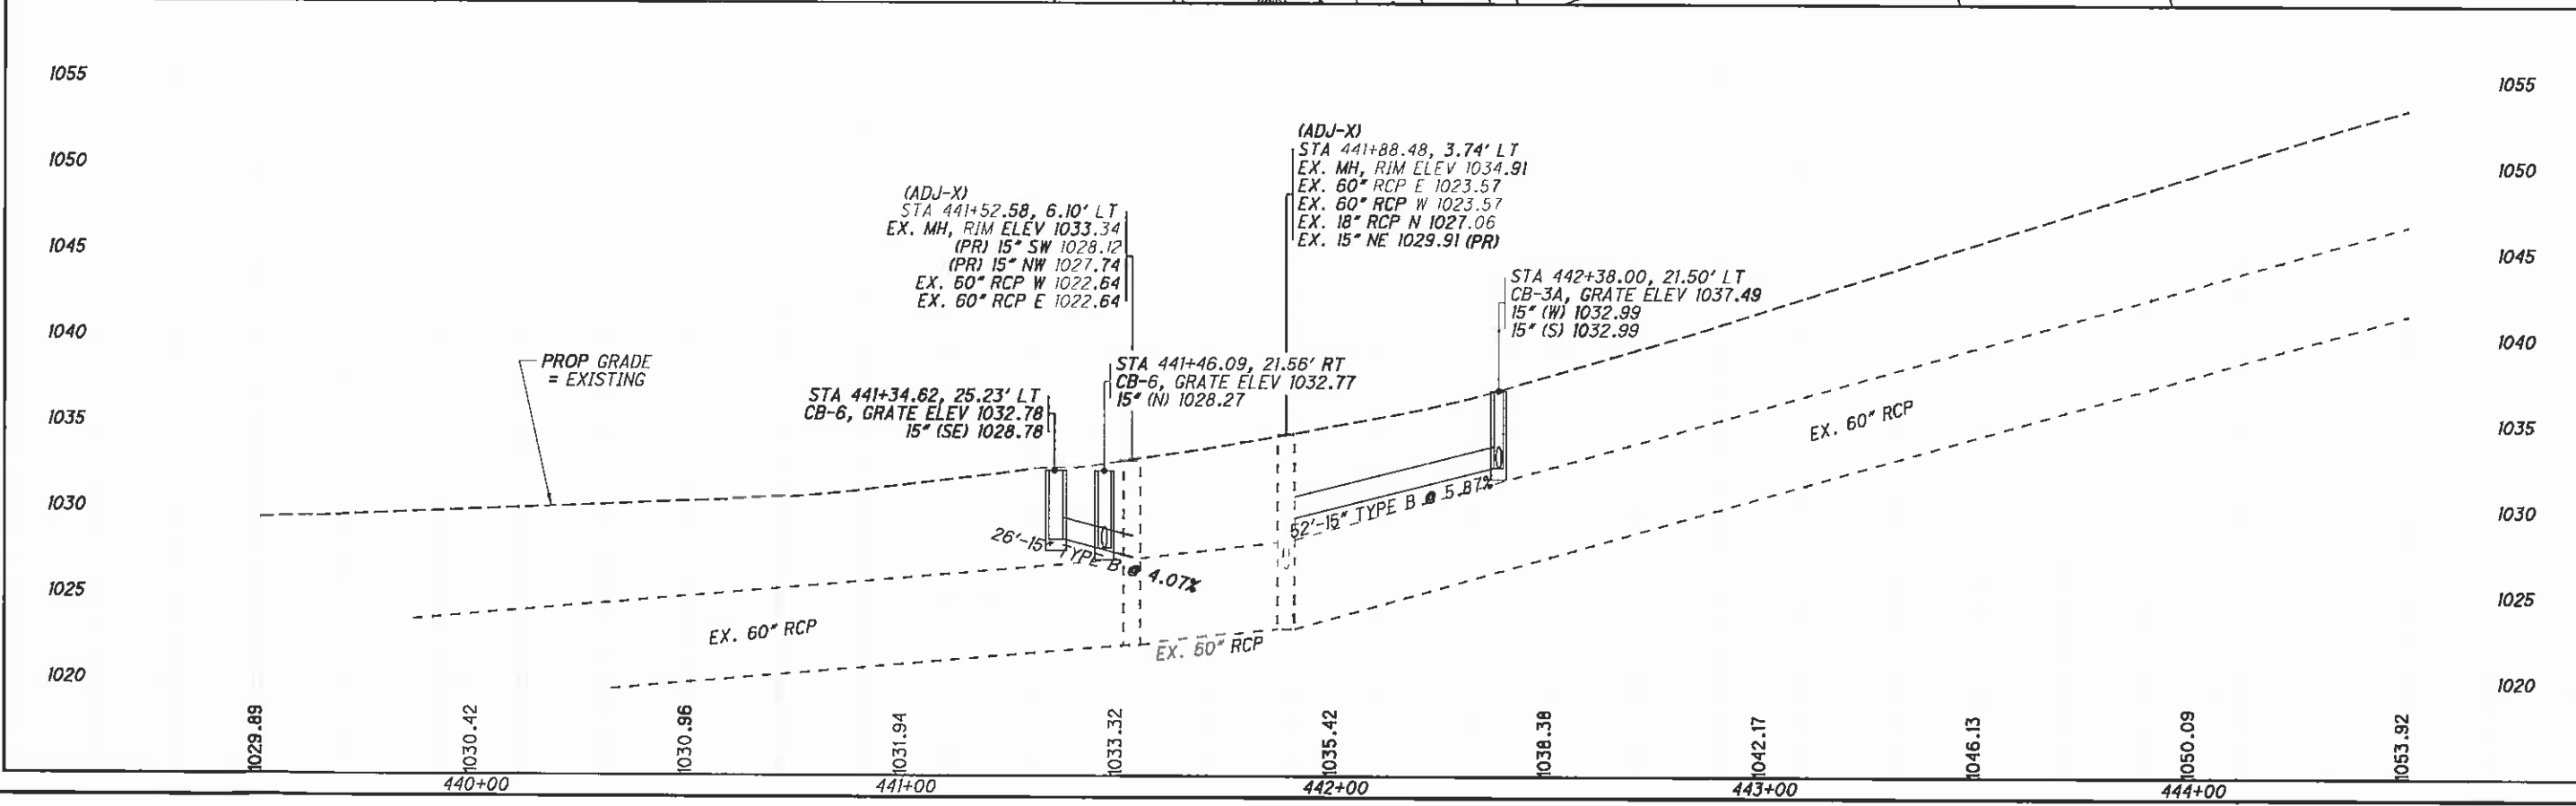 1055
1050
1045
1040
1035
1030
1025
1020
PROP GRADE
= EXISTING
(ADJ-X)
STA 441+52.58, 6.10' LT
EX. MH, RIM ELEV 1033.34
(PR) 15" SW 1028.12
(PR) 15" NW 1027.74
EX. 60" RCP W 1022.64
EX. 60" RCP E 1022.64
STA 441+34.62, 25.23' LT
CB-6, GRATE ELEV 1032.78
15" (SE) 1028.78
STA 441+46.09, 21.56' RT
CB-6, GRATE ELEV 1032.77
15" (N) 1028.27
(ADJ-X)
STA 441+88.48, 3.74' LT
EX. MH, RIM ELEV 1034.91
EX. 60" RCP E 1023.57
EX. 60" RCP W 1023.57
EX. 18" RCP N 1027.06
EX. 15" NE 1029.91 (PR)
STA 442+38.00, 21.50' LT
CB-3A, GRATE ELEV 1037.49
15" (W) 1032.99
15" (S) 1032.99
26'-15" TYPE B @ 4.07%
52'-15" TYPE B @ 5.87%
EX. 60" RCP
EX. 60" RCP
EX. 60" RCP
1055
1050
1045
1040
1035
1030
1025
1020
1029.89
1030.42
1030.96
1031.94
1033.32
1035.42
1038.38
1042.17
1046.13
1050.09
1053.92
440+00
441+00
442+00
443+00
444+00